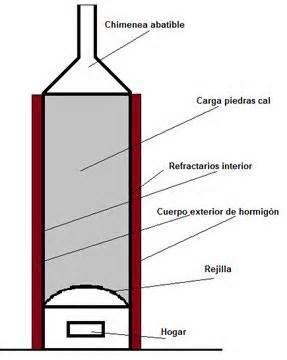 Chimenea abatible
Carga piedras cal
Refractarios interior
Cuerpo exterior de hormigón
Rejilla
Hogar